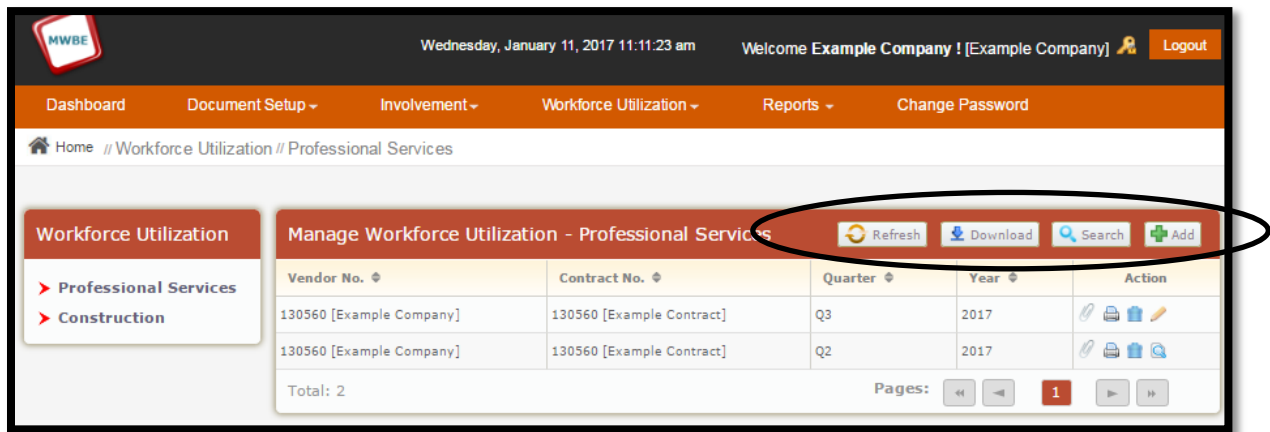 MWBE
Wednesday, January 11, 2017 11:11:23 am Welcome Example Company ! [Example Company] Logout
Dashboard Document Setup Involvement Workforce Utilization Reports Change Password
Home // Workforce Utilization // Professional Services
Workforce Utilization
Professional Services
Construction
Manage Workforce Utilization - Professional Services Refresh Download Search Add
Vendor No. Contract No. Quarter Year Action
130560 [Example Company] 130560 [Example Contract] Q3 2017
130560 [Example Company] 130560 [Example Contract] Q2 2017
Total: 2 Pages: 1